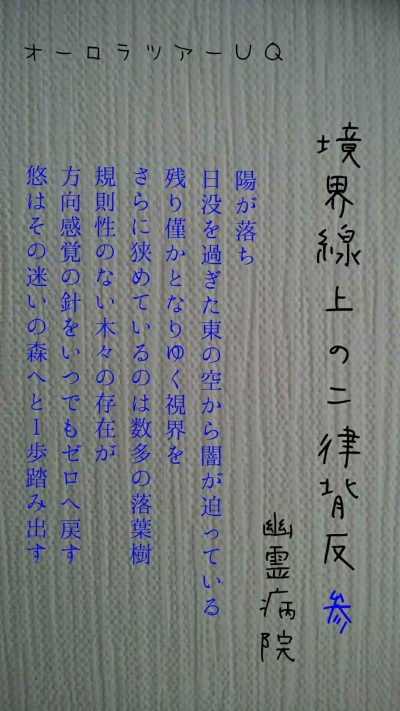 オーロラツアーUQ
境界線上の二律背反 参
幽霊病院
陽が落ち
日没を過ぎた東の空から闇が迫っている
残り僅かとなりゆく視界を
さらに狭めているのは数多の落葉樹
規則性のない木々の存在が
方向感覚の針をいつでもゼロへ戻す
悠はその迷いの森へと1歩踏み出す